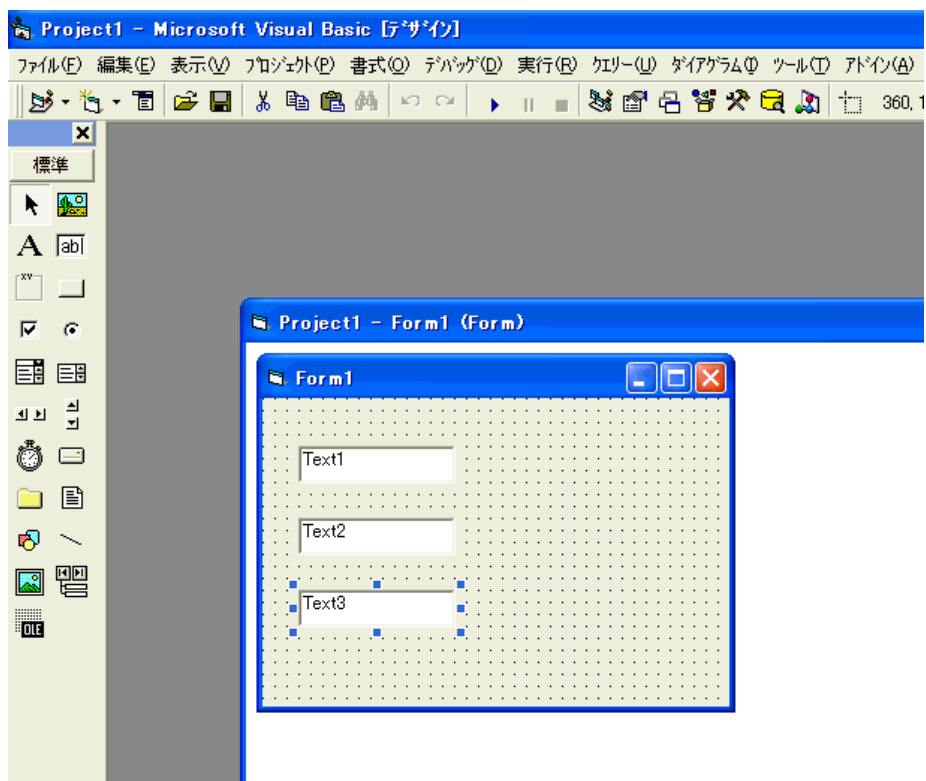 Project1 - Microsoft Visual Basic [ﾃﾞｻﾞｲﾝ]
ﾌｧｲﾙ(F) 編集(E) 表示(V) ﾌﾟﾛｼﾞｪｸﾄ(P) 書式(O) ﾃﾞﾊﾞｯｸﾞ(D) 実行(R) ｸｴﾘｰ(U) ﾀﾞｲｱｸﾞﾗﾑ(I) ﾂｰﾙ(T) ｱﾄﾞｲﾝ(A)
360, 1
標準
A ab
XY
Project1 - Form1 (Form)
Form1
Text1
Text2
Text3
OLE